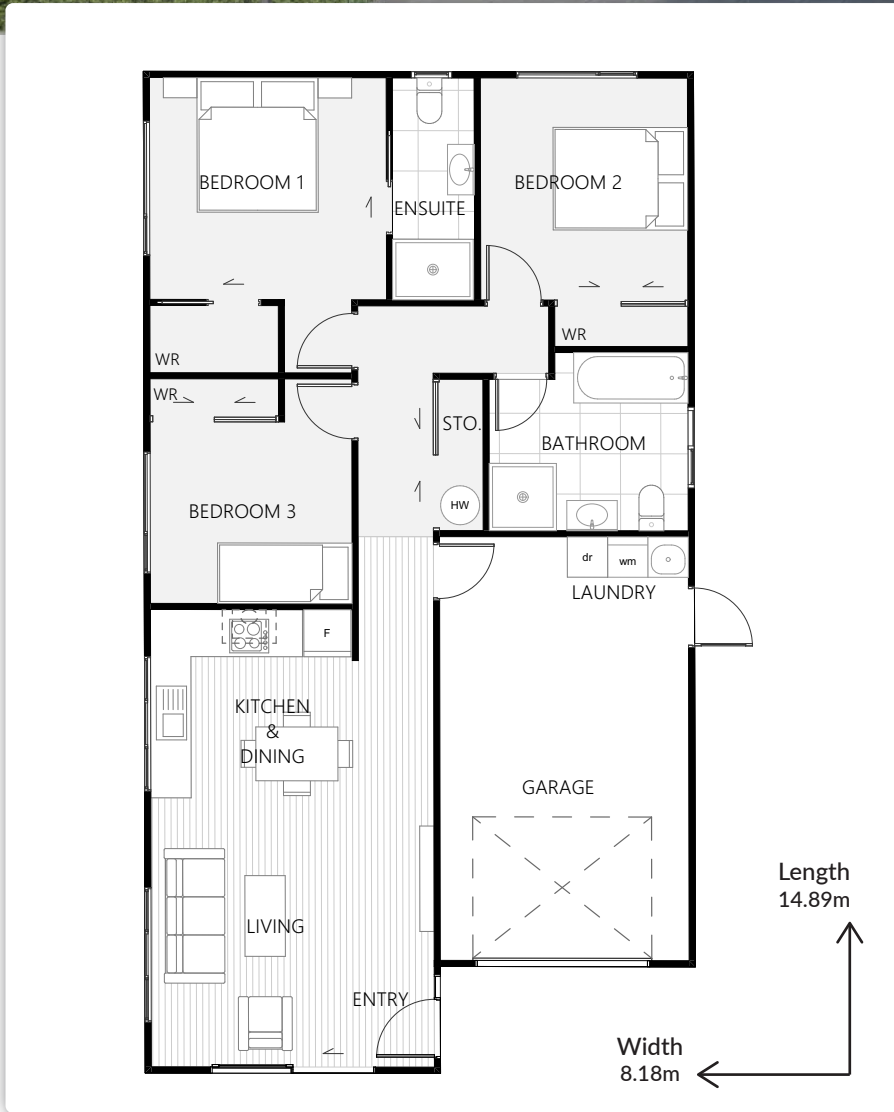 BEDROOM 1
ENSUITE
BEDROOM 2
WR
WR
WR
STO.
BATHROOM
HW
BEDROOM 3
dr
wm
LAUNDRY
F
KITCHEN
&
DINING
GARAGE
LIVING
ENTRY
Length
14.89m
Width
8.18m